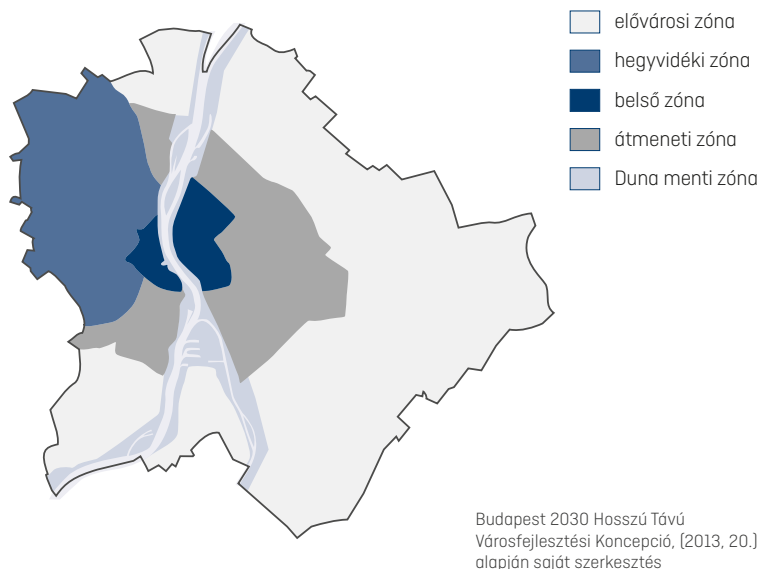 elővárosi zóna
hegyvidéki zóna
belső zóna
átmeneti zóna
Duna menti zóna
Budapest 2030 Hosszú Távú
Városfejlesztési Koncepció, (2013, 20.)
alapján saját szerkesztés